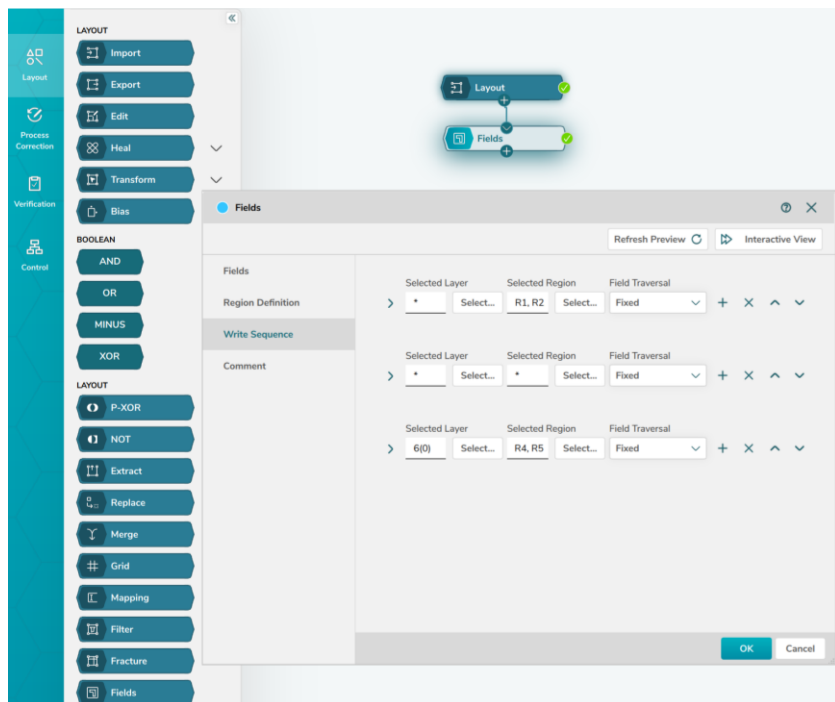 Layout
Process
Correction
Verification
Control
LAYOUT
Import
Export
Edit
Heal
Transform
Bias
BOOLEAN
AND
OR
MINUS
XOR
LAYOUT
P-XOR
NOT
Extract
Replace
Merge
Grid
Mapping
Filter
Fracture
Fields
Layout
Fields
Fields
Refresh Preview
Interactive View
Fields
Region Definition
Write Sequence
Comment
Selected Layer Selected Region Field Traversal
* Select... R1, R2 Select... Fixed
Selected Layer Selected Region Field Traversal
* Select... * Select... Fixed
Selected Layer Selected Region Field Traversal
6(0) Select... R4, R5 Select... Fixed
OK Cancel